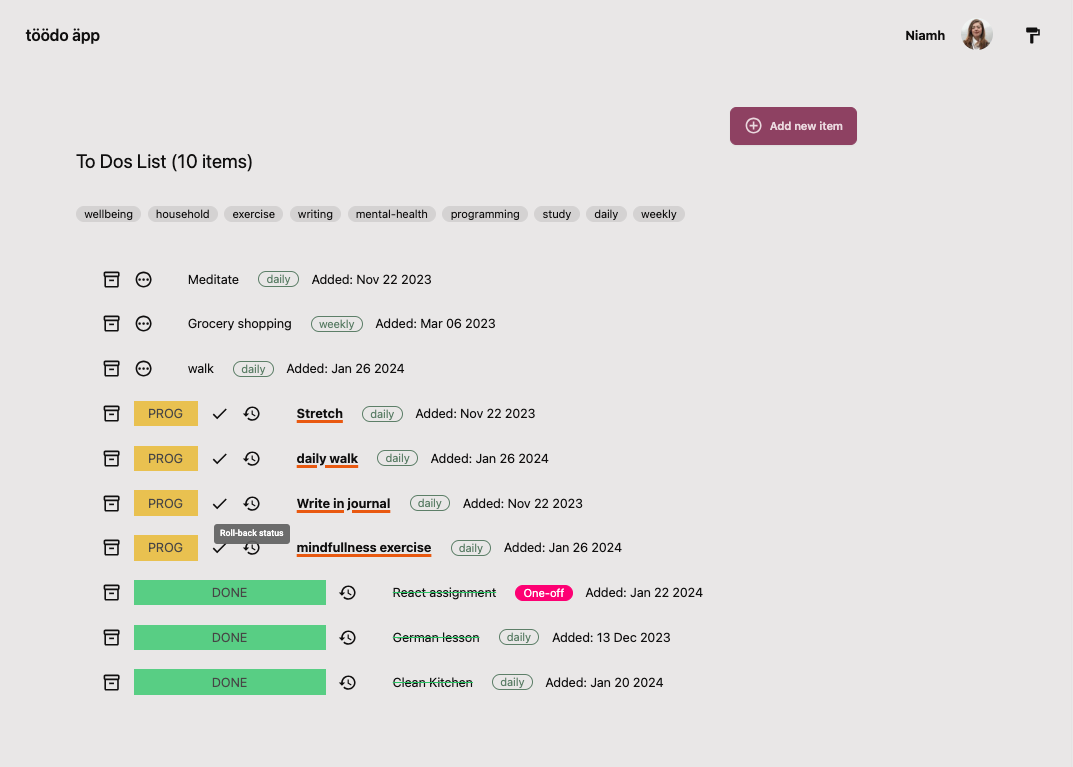 töödo äpp
Niamh
Add new item
To Dos List (10 items)
wellbeing household exercise writing mental-health programming study daily weekly
Meditate daily Added: Nov 22 2023
Grocery shopping weekly Added: Mar 06 2023
walk daily Added: Jan 26 2024
PROG Stretch daily Added: Nov 22 2023
PROG daily walk daily Added: Jan 26 2024
PROG Write in journal daily Added: Nov 22 2023
Roll-back status
PROG mindfullness exercise daily Added: Jan 26 2024
DONE React assignment One-off Added: Jan 22 2024
DONE German lesson daily Added: 13 Dec 2023
DONE Clean Kitchen daily Added: Jan 20 2024